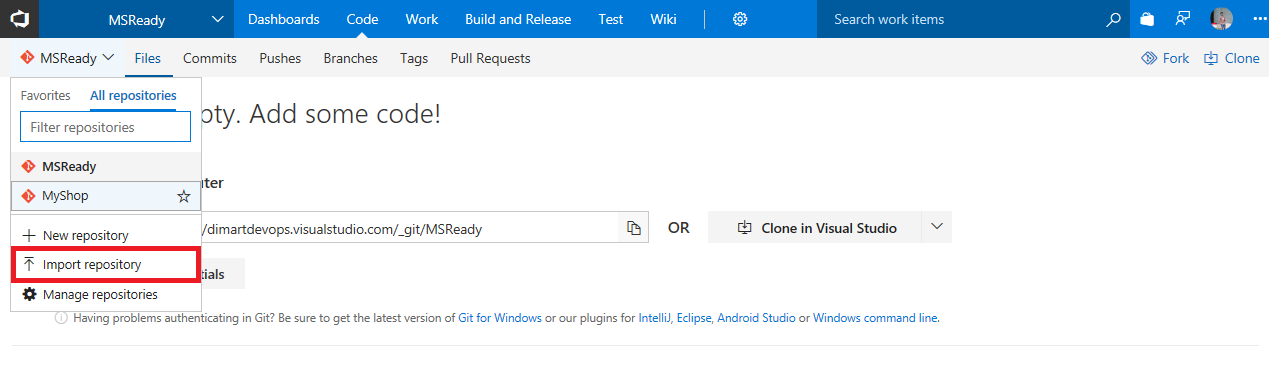 MSReady Dashboards Code Work Build and Release Test Wiki Search work items
MSReady Files Commits Pushes Branches Tags Pull Requests Fork Clone
Favorites All repositories
pty. Add some code!
Filter repositories
MSReady
uter
MyShop
/dimartdevops.visualstudio.com/_git/MSReady OR Clone in Visual Studio
New repository
Import repository
tials
Manage repositories
Having problems authenticating in Git? Be sure to get the latest version of Git for Windows or our plugins for IntelliJ, Eclipse, Android Studio or Windows command line.